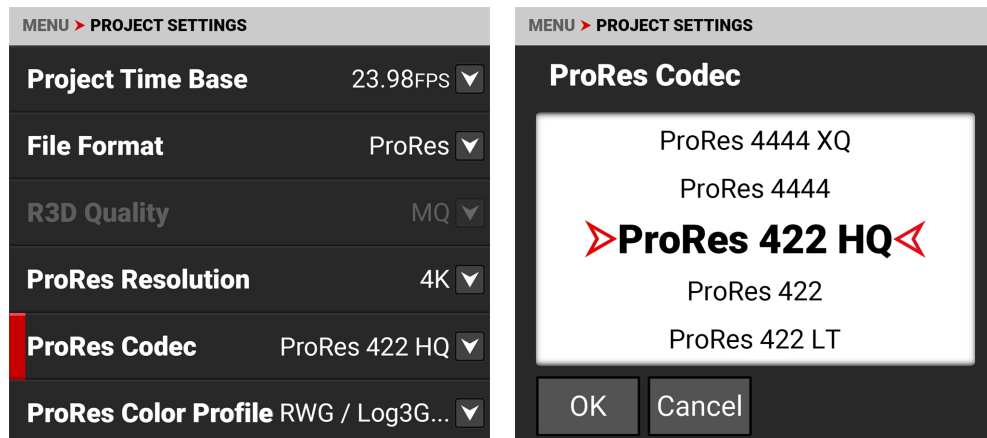 MENU > PROJECT SETTINGS
Project Time Base 23.98FPS
File Format ProRes
R3D Quality MQ
ProRes Resolution 4K
ProRes Codec ProRes 422 HQ
ProRes Color Profile RWG / Log3G...
MENU > PROJECT SETTINGS
ProRes Codec
ProRes 4444 XQ
ProRes 4444
ProRes 422 HQ
ProRes 422
ProRes 422 LT
OK Cancel